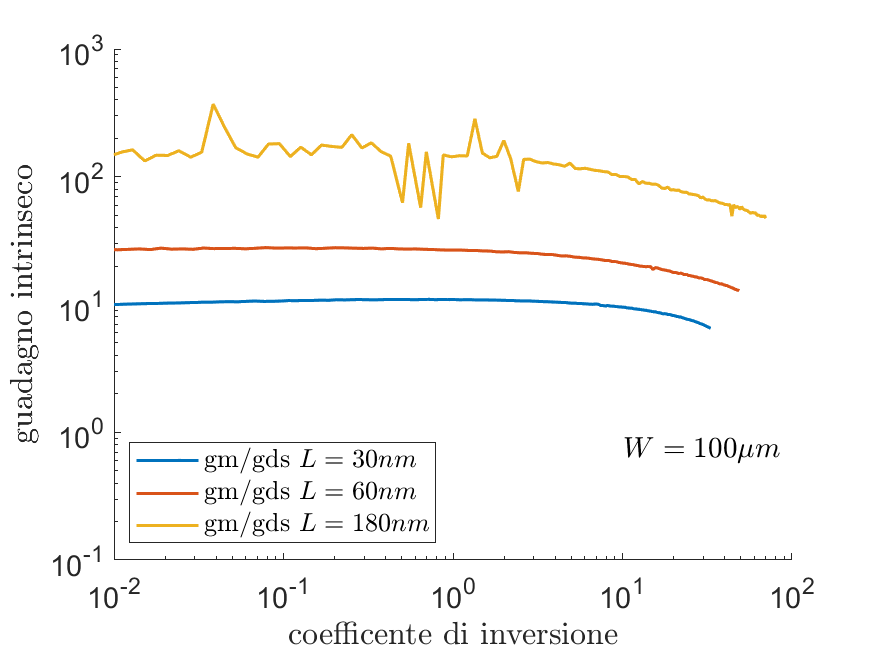 10^3
10^2
10^1
10^0
10^-1
guadagno intrinseco
W = 100µm
gm/gds L = 30nm
gm/gds L = 60nm
gm/gds L = 180nm
10^-2 10^-1 10^0 10^1 10^2
coefficente di inversione